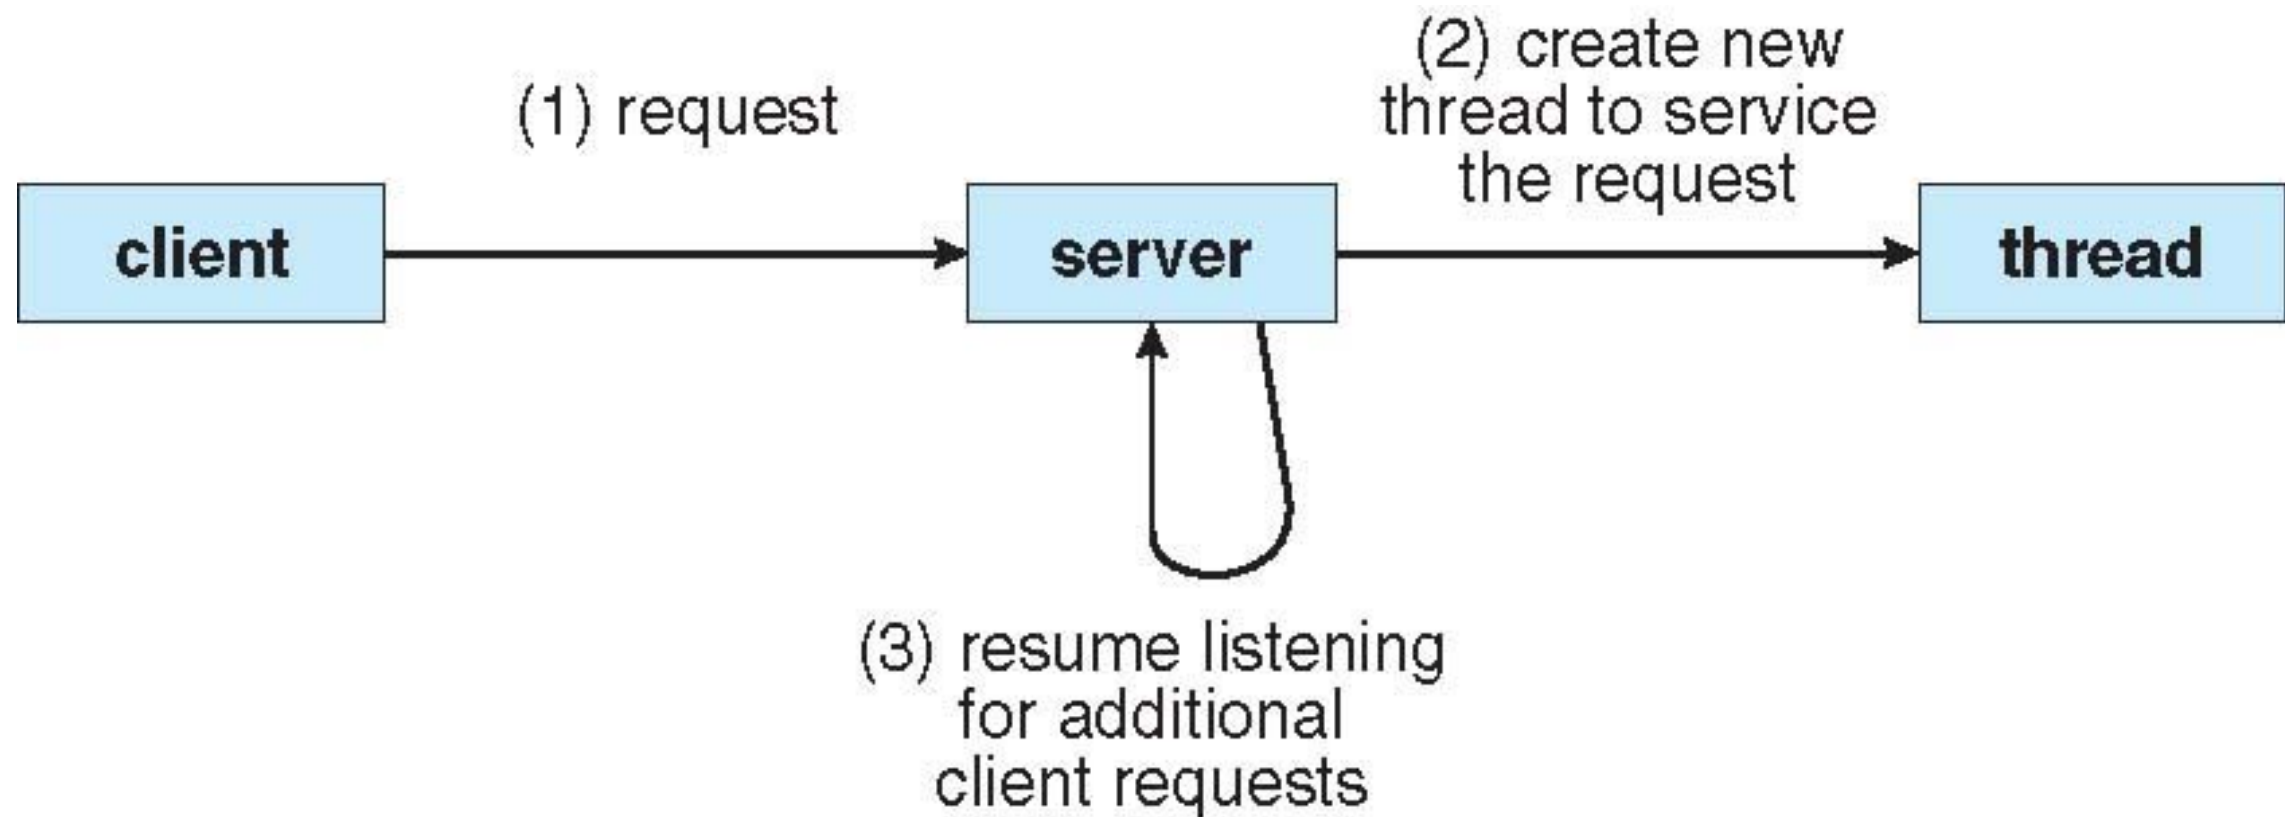 (1) request
(2) create new
thread to service
the request
client
server
thread
(3) resume listening
for additional
client requests